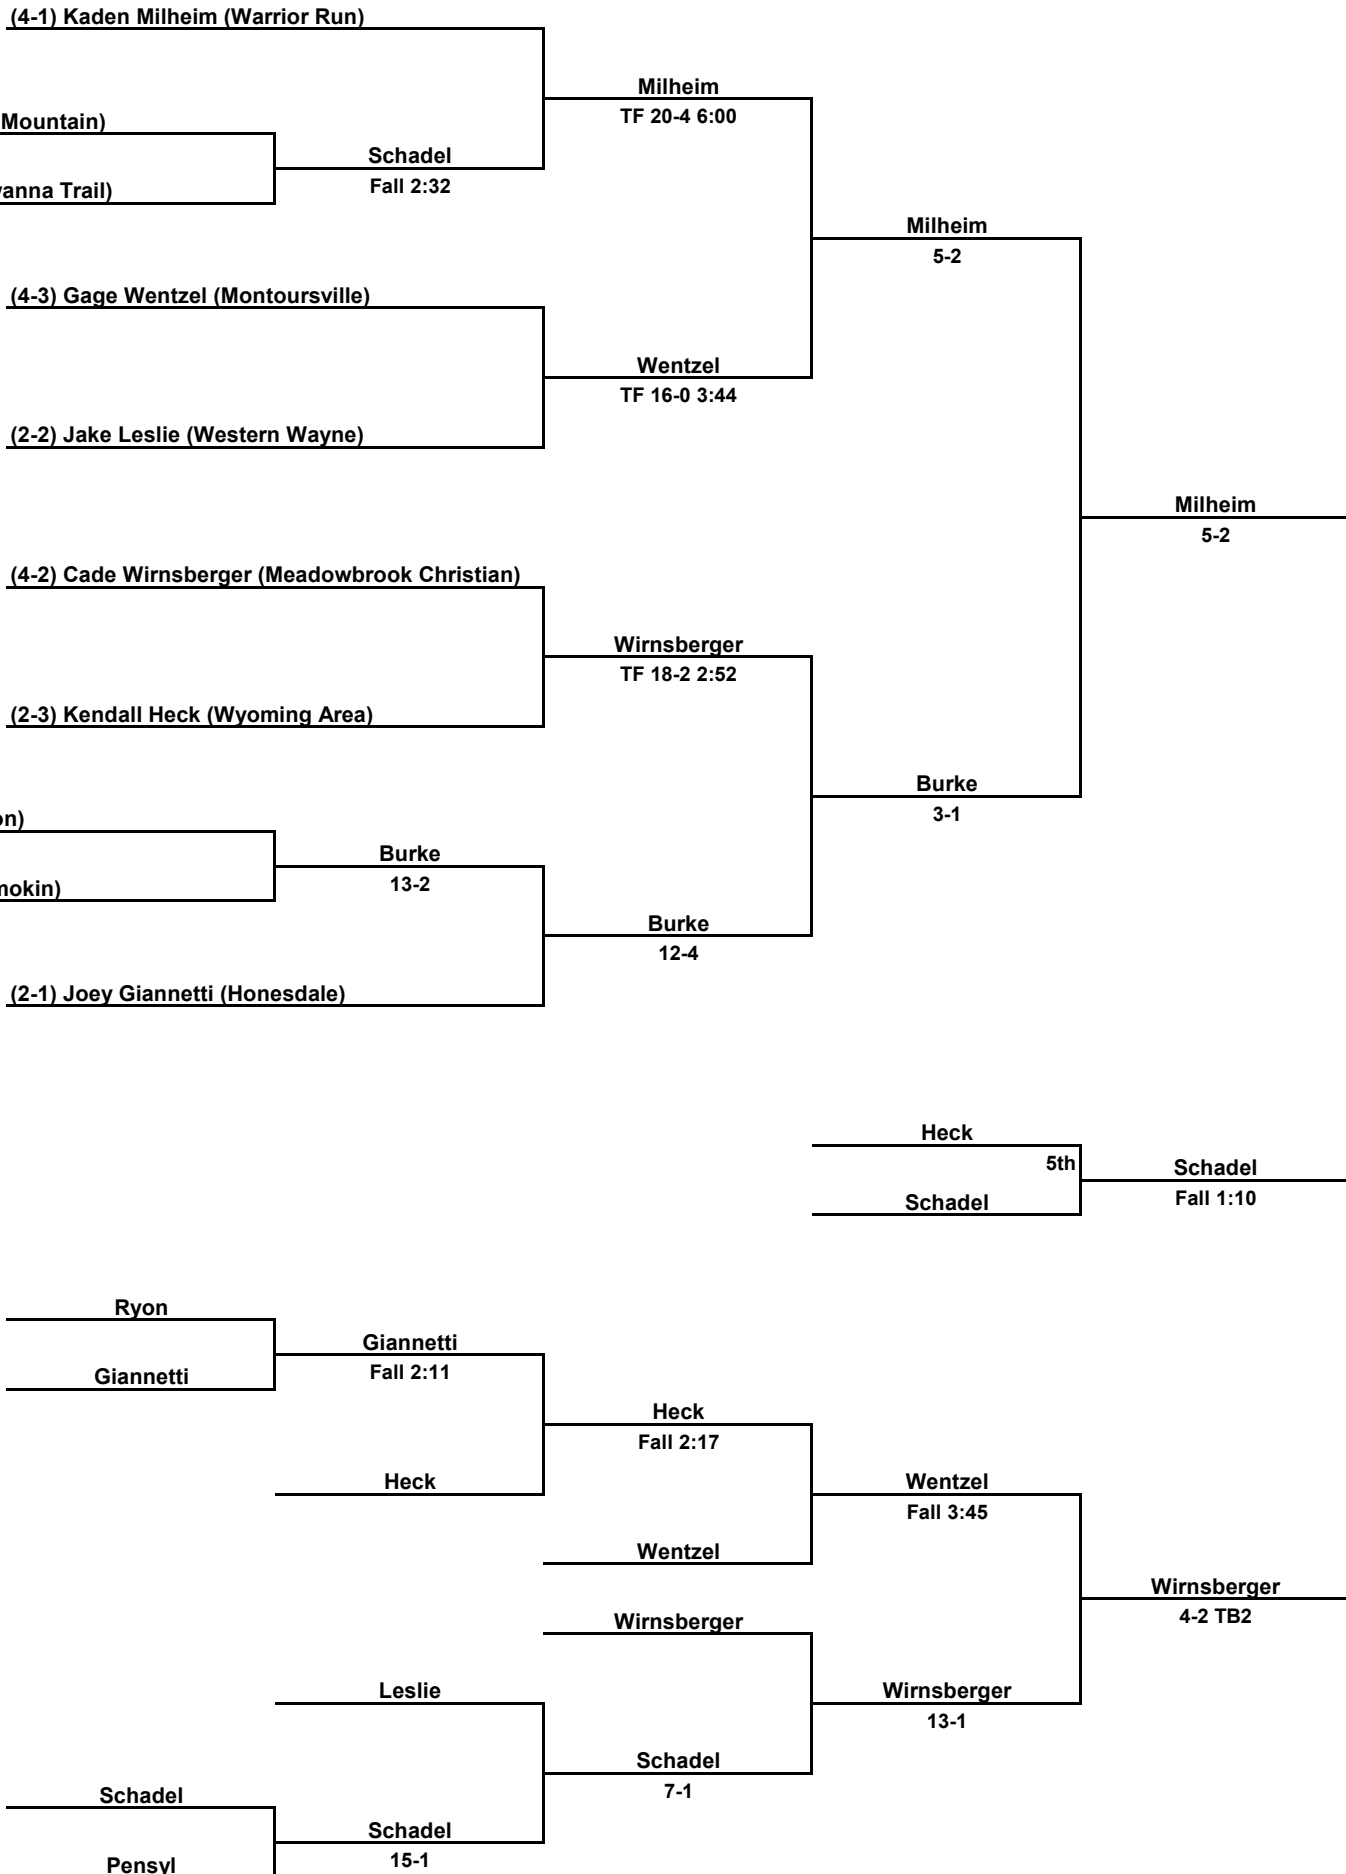 (4-1) Kaden Milheim (Warrior Run)
Milheim
TF 20-4 6:00
Mountain)
Schadel
Fall 2:32
anna Trail)
Milheim
5-2
(4-3) Gage Wentzel (Montoursville)
Wentzel
TF 16-0 3:44
(2-2) Jake Leslie (Western Wayne)
Milheim
5-2
(4-2) Cade Wirnsberger (Meadowbrook Christian)
Wirnsberger
TF 18-2 2:52
(2-3) Kendall Heck (Wyoming Area)
Burke
3-1
on)
Burke
13-2
mokin)
Burke
12-4
(2-1) Joey Giannetti (Honesdale)
Heck
5th
Schadel
Fall 1:10
Schadel
Ryon
Giannetti
Fall 2:11
Giannetti
Heck
Fall 2:17
Heck
Wentzel
Fall 3:45
Wentzel
Wirnsberger
4-2 TB2
Wirnsberger
Leslie
Wirnsberger
13-1
Schadel
7-1
Schadel
Schadel
15-1
Pensyl